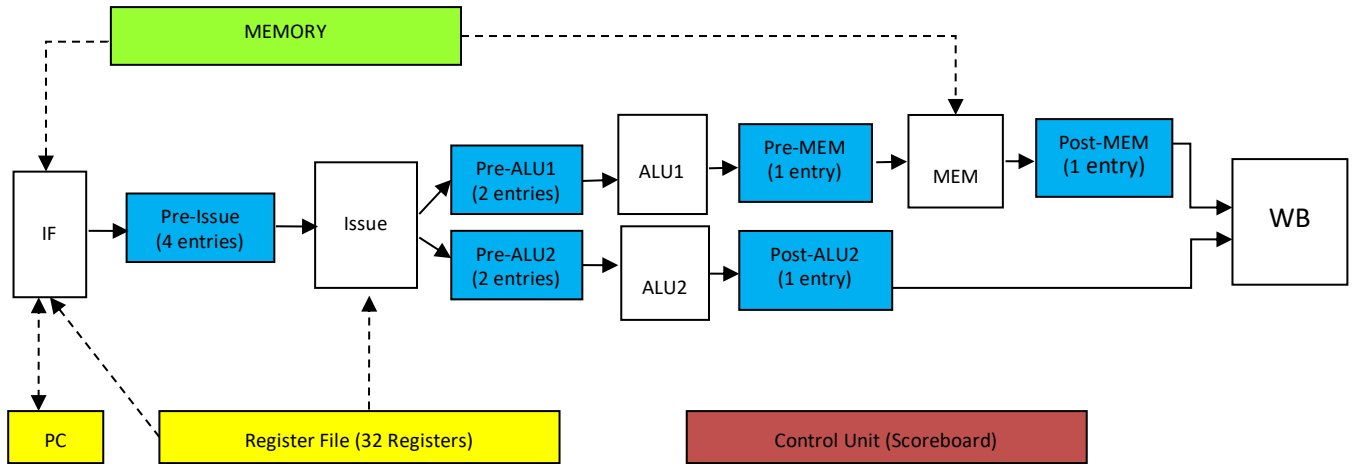 MEMORY
IF
Pre-Issue
(4 entries)
Issue
Pre-ALU1
(2 entries)
Pre-ALU2
(2 entries)
ALU1
ALU2
Pre-MEM
(1 entry)
Post-ALU2
(1 entry)
MEM
Post-MEM
(1 entry)
WB
PC
Register File (32 Registers)
Control Unit (Scoreboard)